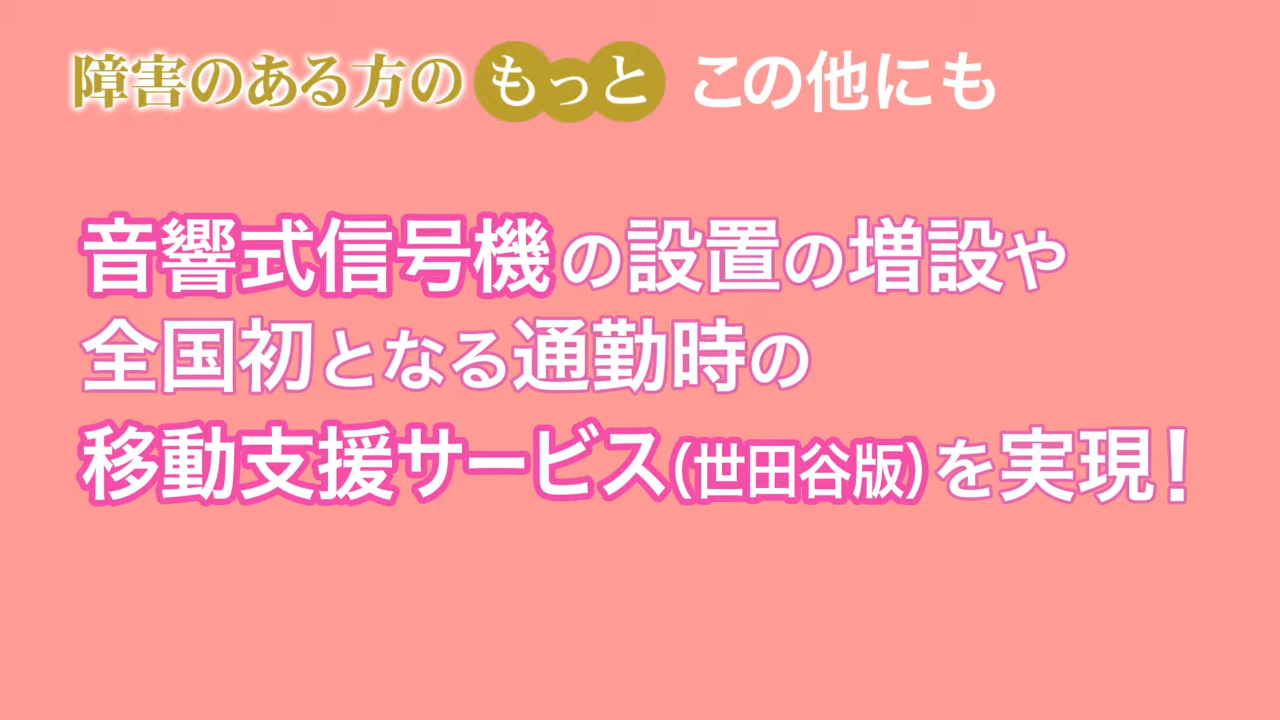 障害のある方のもっと この他にも
音響式信号機の設置の増設や
全国初となる通勤時の
移動支援サービス(世田谷版)を実現!